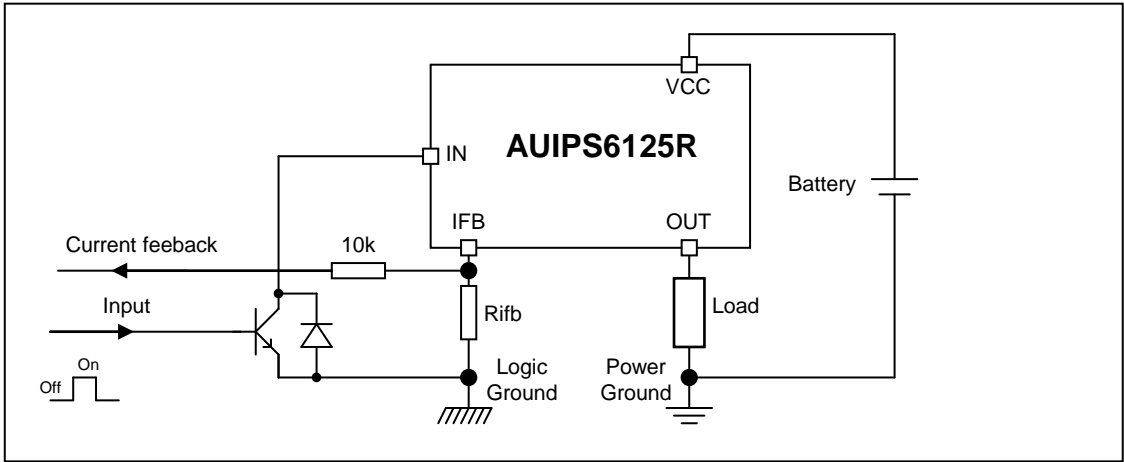 VCC
AUIPS6125R
IN
Battery
IFB
OUT
Current feeback
10k
Input
Rifb
Load
On
Off
Logic
Ground
Power
Ground